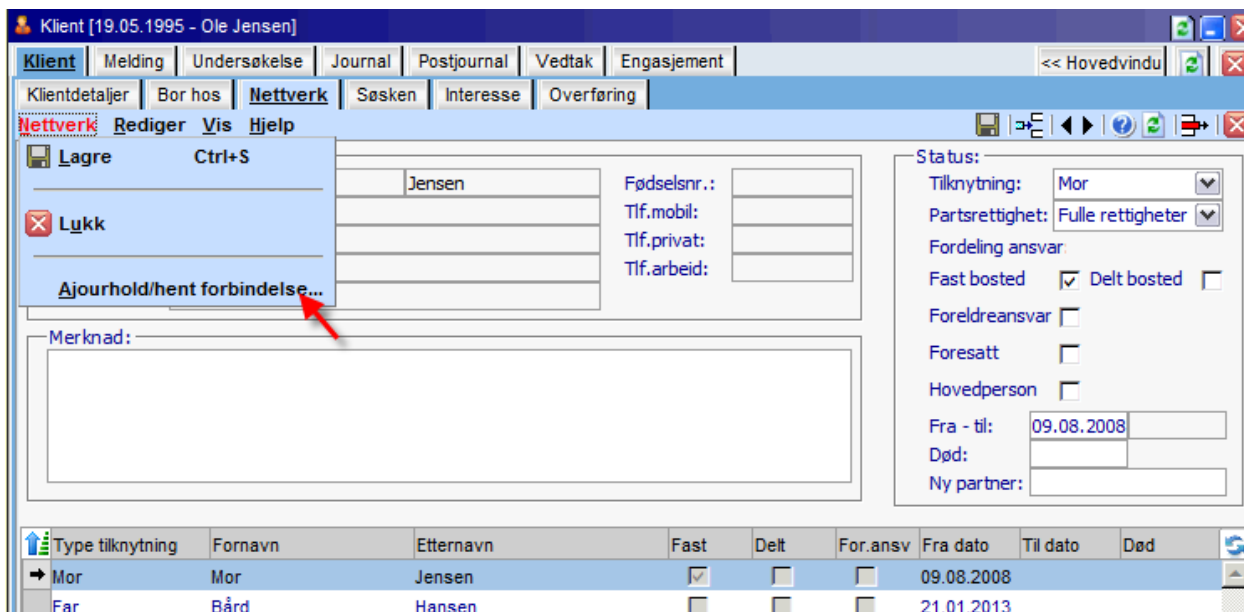 Klient [19.05.1995 - Ole Jensen]
Klient Melding Undersøkelse Journal Postjournal Vedtak Engasjement << Hovedvindu
Klientdetaljer Bor hos Nettverk Søsken Interesse Overføring
Nettverk Rediger Vis Hjelp
Lagre Ctrl+S
Lukk
Ajourhold/hent forbindelse...
Jensen
Fødselsnr.:
Tlf.mobil:
Tlf.privat:
Tlf.arbeid:
Merknad:
Status:
Tilknytning: Mor
Partsrettighet: Fulle rettigheter
Fordeling ansvar
Fast bosted Delt bosted
Foreldreansvar
Foresatt
Hovedperson
Fra - til: 09.08.2008
Død:
Ny partner:
Type tilknytning Fornavn Etternavn Fast Delt For.ansv Fra dato Til dato Død
Mor Mor Jensen 09.08.2008
Far Bård Hansen 21.01.2013